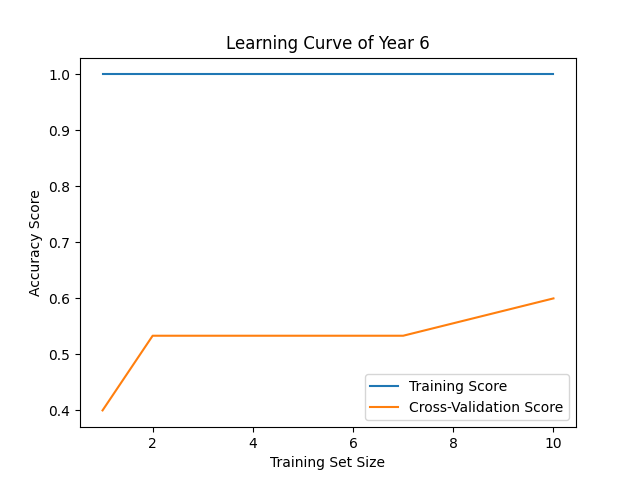 Learning Curve of Year 6
1.0
0.9
0.8
0.7
0.6
0.5
0.4
Accuracy Score
Training Score
Cross-Validation Score
2 4 6 8 10
Training Set Size